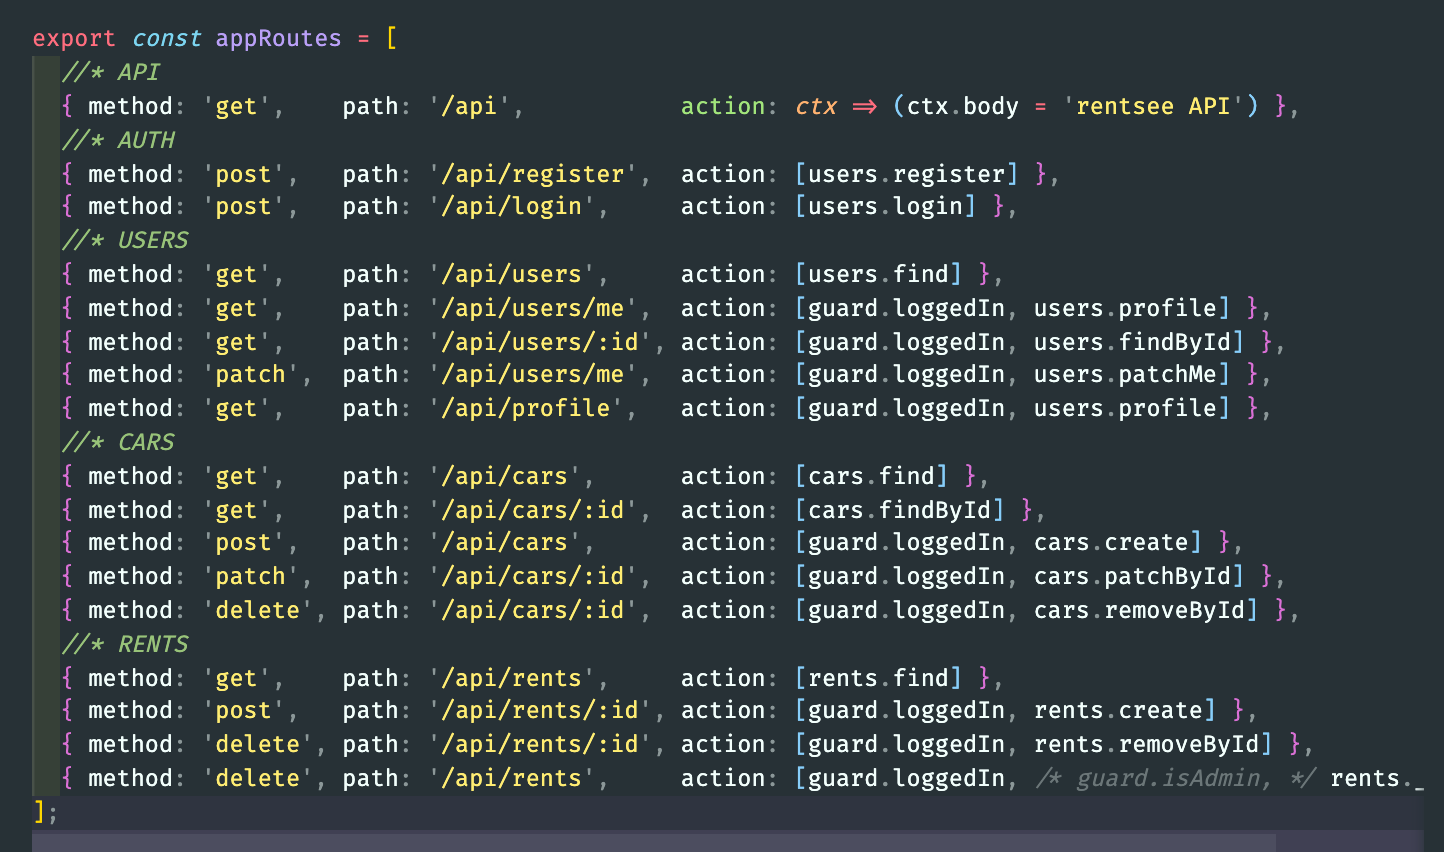 export const appRoutes = [
  //* API
  { method: 'get',    path: '/api',           action: ctx => (ctx.body = 'rentsee API') },
  //* AUTH
  { method: 'post',   path: '/api/register',  action: [users.register] },
  { method: 'post',   path: '/api/login',     action: [users.login] },
  //* USERS
  { method: 'get',    path: '/api/users',     action: [users.find] },
  { method: 'get',    path: '/api/users/me',  action: [guard.loggedIn, users.profile] },
  { method: 'get',    path: '/api/users/:id', action: [guard.loggedIn, users.findById] },
  { method: 'patch',  path: '/api/users/me',  action: [guard.loggedIn, users.patchMe] },
  { method: 'get',    path: '/api/profile',   action: [guard.loggedIn, users.profile] },
  //* CARS
  { method: 'get',    path: '/api/cars',      action: [cars.find] },
  { method: 'get',    path: '/api/cars/:id',  action: [cars.findById] },
  { method: 'post',   path: '/api/cars',      action: [guard.loggedIn, cars.create] },
  { method: 'patch',  path: '/api/cars/:id',  action: [guard.loggedIn, cars.patchById] },
  { method: 'delete', path: '/api/cars/:id',  action: [guard.loggedIn, cars.removeById] },
  //* RENTS
  { method: 'get',    path: '/api/rents',     action: [rents.find] },
  { method: 'post',   path: '/api/rents/:id', action: [guard.loggedIn, rents.create] },
  { method: 'delete', path: '/api/rents/:id', action: [guard.loggedIn, rents.removeById] },
  { method: 'delete', path: '/api/rents',     action: [guard.loggedIn, /* guard.isAdmin, */ rents._
];